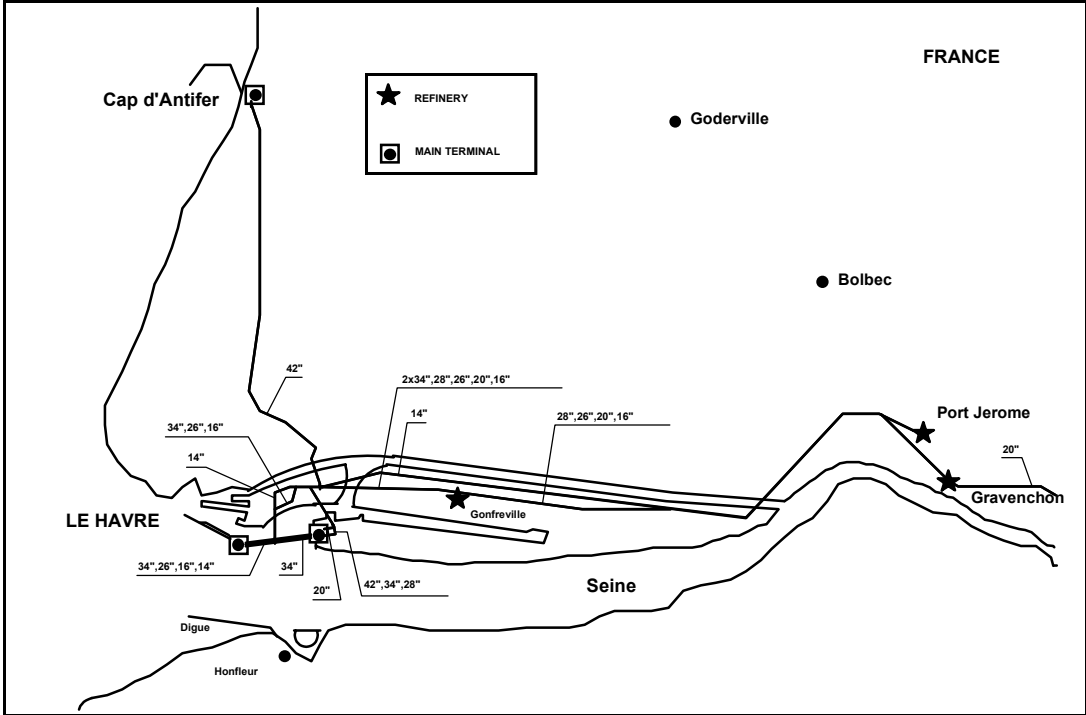 FRANCE
Cap d'Antifer
REFINERY
MAIN TERMINAL
Goderville
Bolbec
42"
2x34",28",26",20",16"
34",26",16"
14"
28",26",20",16"
Port Jerome
14"
20"
Gravenchon
LE HAVRE
Gonfreville
34",26",16",14"
34"
20"
42",34",28"
Seine
Digue
Honfleur